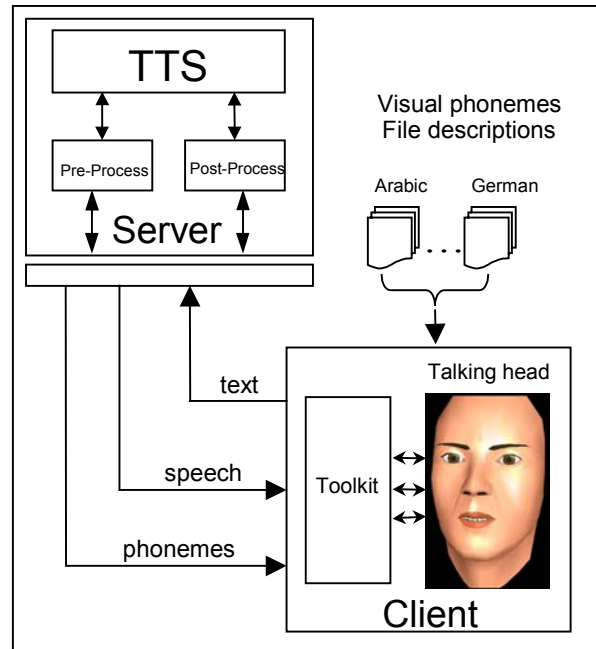 TTS
Pre-Process
Post-Process
Server
Visual phonemes
File descriptions
Arabic
German
. . .
text
speech
phonemes
Talking head
Toolkit
Client